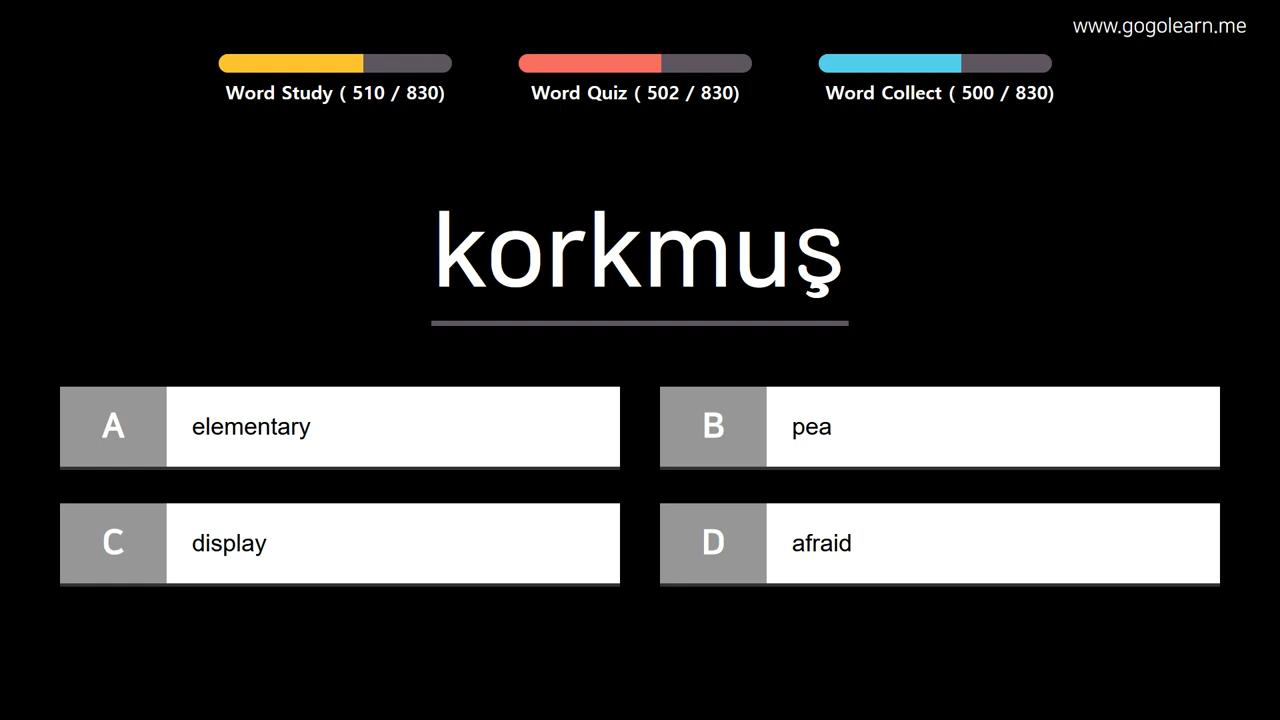 www.gogolearn.me
Word Study ( 510 / 830)
Word Quiz ( 502 / 830)
Word Collect ( 500 / 830)
korkmuş
A elementary
B pea
C display
D afraid